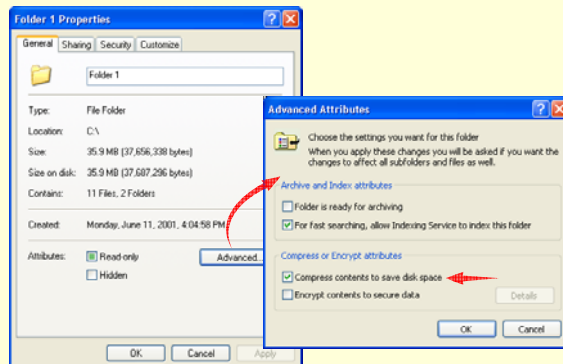 Folder 1 Properties
General
Sharing
Security
Customize
Folder 1
Type: File Folder
Location: C:\
Size: 35.9 MB (37,656,338 bytes)
Size on disk: 35.9 MB (37,687,296 bytes)
Contains: 11 Files, 2 Folders
Created: Monday, June 11, 2001, 4:04:58 PM
Attributes: Read-only
Advanced...
Hidden
OK
Cancel
Apply
Advanced Attributes
Choose the settings you want for this folder
When you apply these changes you will be asked if you want the
changes to affect all subfolders and files as well.
Archive and Index attributes
Folder is ready for archiving
For fast searching, allow Indexing Service to index this folder
Compress or Encrypt attributes
Compress contents to save disk space
Encrypt contents to secure data
Details
OK
Cancel